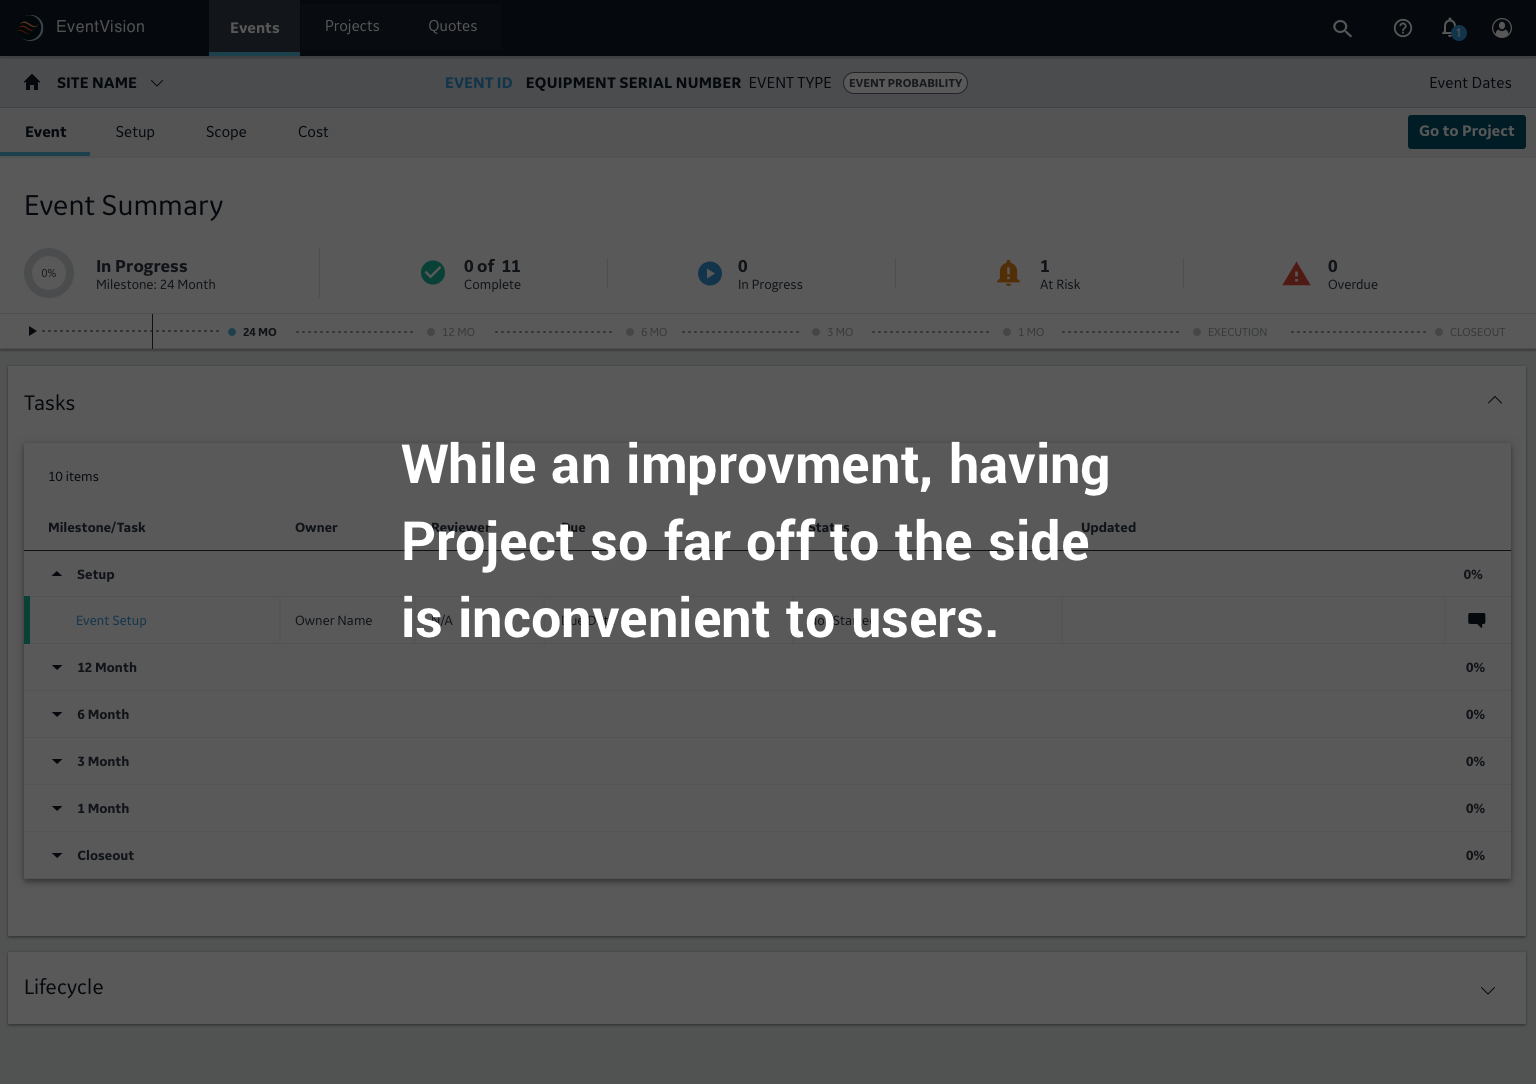 EventVision
Events
Projects
Quotes
1
SITE NAME
EVENT ID EQUIPMENT SERIAL NUMBER EVENT TYPE EVENT PROBABILITY
Event Dates
Event
Setup
Scope
Cost
Go to Project
Event Summary
0%
In Progress
Milestone: 24 Month
0 of 11
Complete
0
In Progress
1
At Risk
0
Overdue
24 MO
12 MO
6 MO
3 MO
1 MO
EXECUTION
CLOSEOUT
Tasks
While an improvment, having
Project so far off to the side
is inconvenient to users.
10 items
Milestone/Task
Owner
Reviewer
Due
Status
Updated
Setup
0%
Event Setup
Owner Name
12 Month
0%
6 Month
0%
3 Month
0%
1 Month
0%
Closeout
0%
Lifecycle